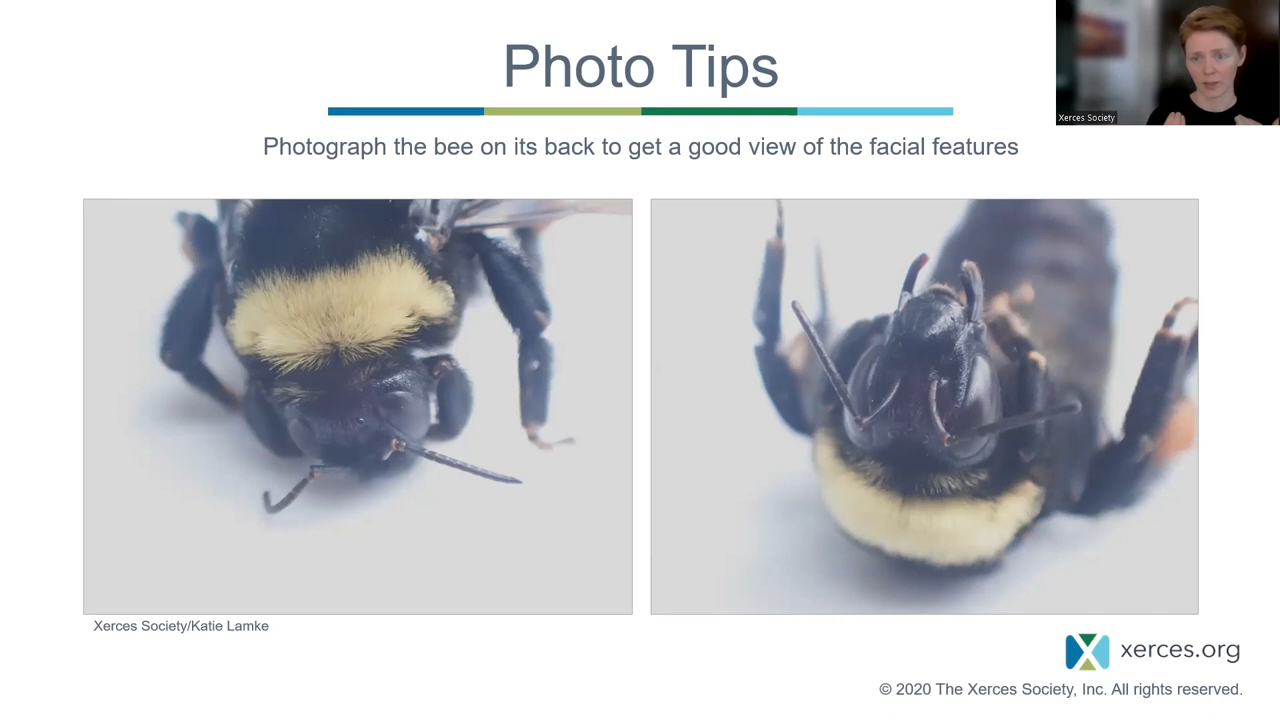 Photo Tips
Xerces Society
Photograph the bee on its back to get a good view of the facial features
Xerces Society/Katie Lamke
xerces.org
© 2020 The Xerces Society, Inc. All rights reserved.